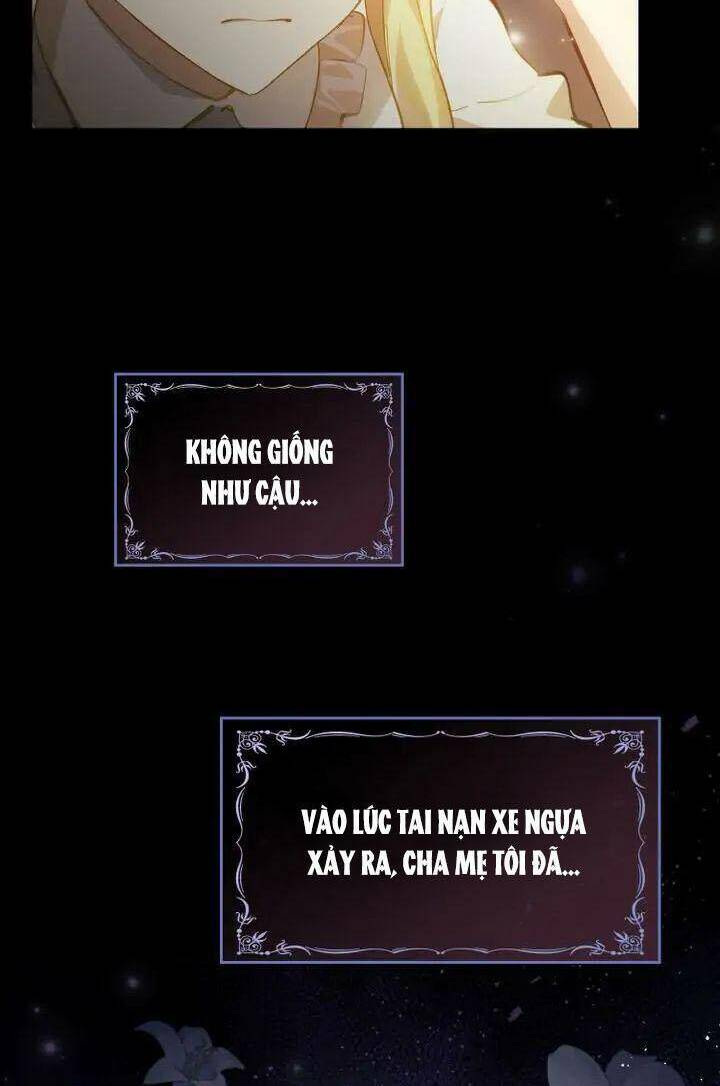 KHÔNG GIỐNG
NHƯ CẬU...
VÀO LÚC TAI NẠN XE NGỰA
XẢY RA, CHA MẸ TÔI ĐÃ...